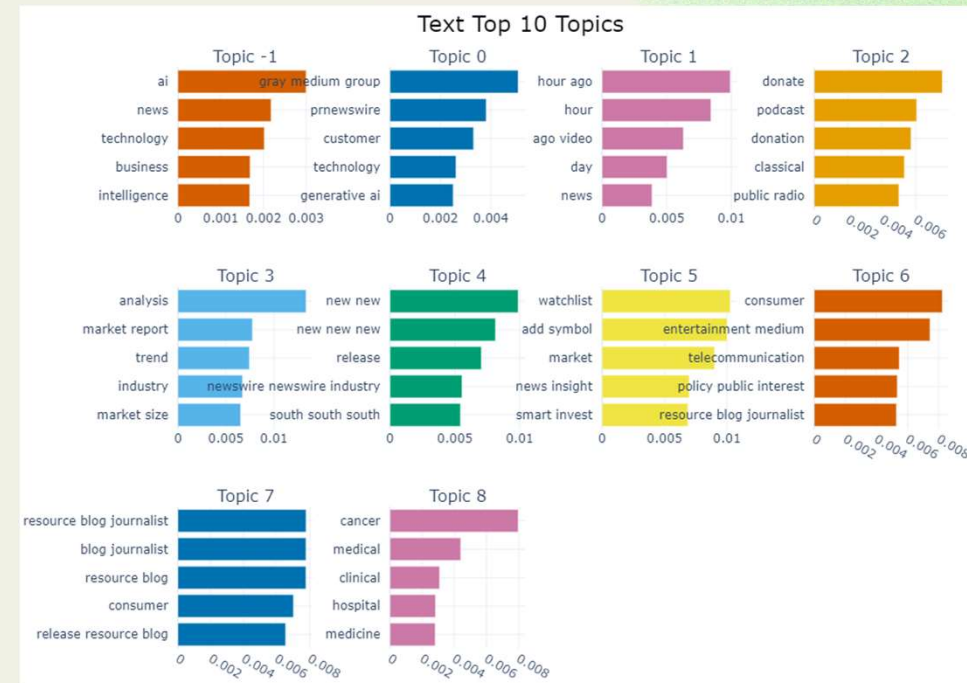 Text Top 10 Topics
Topic -1
ai
news
technology
business
intelligence
0 0.001 0.002 0.003
Topic 0
gray medium group
prnewswire
customer
technology
generative ai
0 0.002 0.004
Topic 1
hour ago
hour
ago video
day
news
0 0.005 0.01
Topic 2
donate
podcast
donation
classical
public radio
0 0.002 0.004 0.006
Topic 3
analysis
market report
trend
industry
market size
0 0.005 0.01
Topic 4
new new
new new new
release
newswire newswire industry
south south south
0 0.005 0.01
Topic 5
watchlist
add symbol
market
news insight
smart invest
0 0.005 0.01
Topic 6
consumer
entertainment medium
telecommunication
policy public interest
resource blog journalist
0 0.002 0.004 0.006 0.008
Topic 7
resource blog journalist
blog journalist
resource blog
consumer
release resource blog
0 0.002 0.004 0.006 0.008
Topic 8
cancer
medical
clinical
hospital
medicine
0 0.002 0.004 0.006 0.008